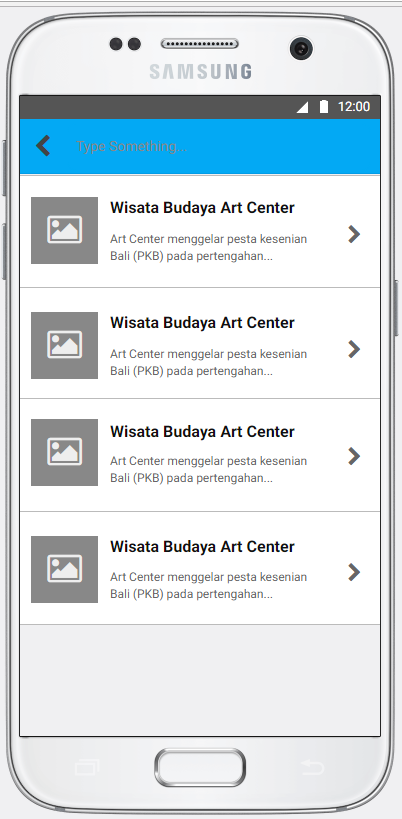 SAMSUNG
12:00
Type Something...
Wisata Budaya Art Center
Art Center menggelar pesta kesenian
Bali (PKB) pada pertengahan...
Wisata Budaya Art Center
Art Center menggelar pesta kesenian
Bali (PKB) pada pertengahan...
Wisata Budaya Art Center
Art Center menggelar pesta kesenian
Bali (PKB) pada pertengahan...
Wisata Budaya Art Center
Art Center menggelar pesta kesenian
Bali (PKB) pada pertengahan...